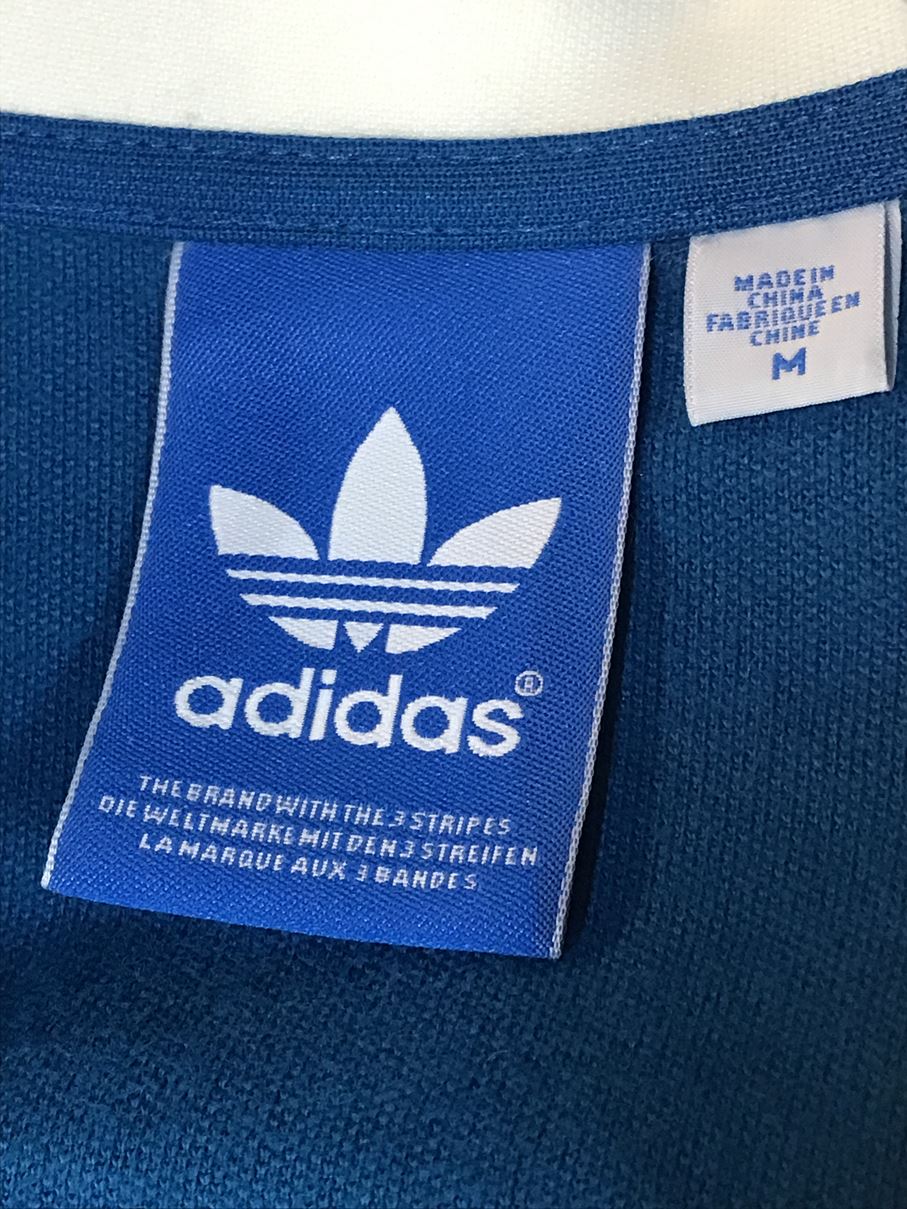 adidas®
THE BRAND WITH THE 3 STRIPES
DIE WELTMARKE MIT DEN 3 STREIFEN
LA MARQUE AUX 3 BANDES
MADE IN
CHINA
FABRIQUE EN
CHINE
M